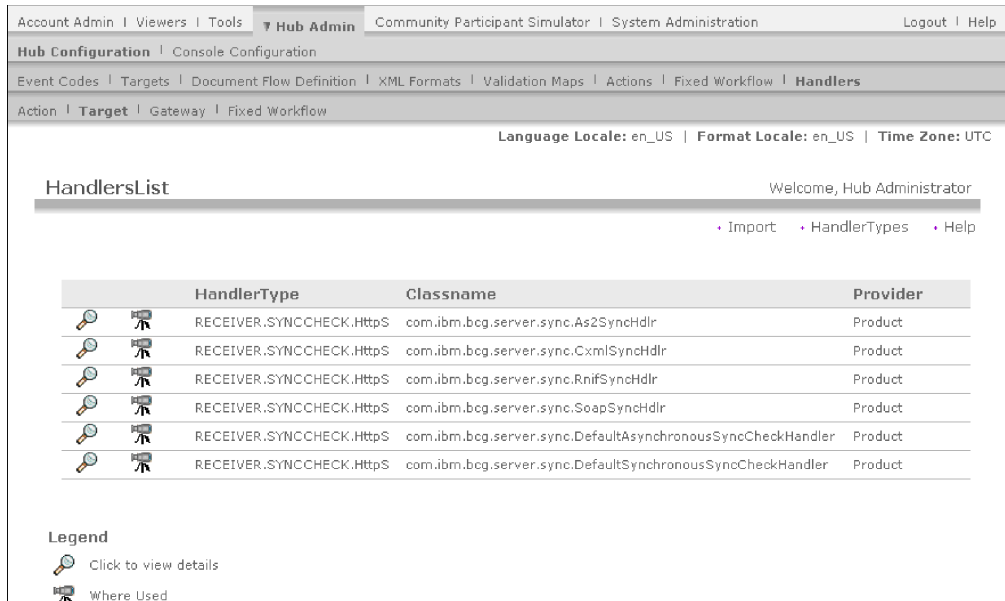 Account Admin | Viewers | Tools Hub Admin Community Participant Simulator | System Administration Logout | Help
Hub Configuration | Console Configuration
Event Codes | Targets | Document Flow Definition | XML Formats | Validation Maps | Actions | Fixed Workflow | Handlers
Action | Target | Gateway | Fixed Workflow
Language Locale: en_US | Format Locale: en_US | Time Zone: UTC
HandlersList Welcome, Hub Administrator
Import HandlerTypes Help
HandlerType Classname Provider
RECEIVER.SYNCCHECK.HttpS com.ibm.bcg.server.sync.As2SyncHdlr Product
RECEIVER.SYNCCHECK.HttpS com.ibm.bcg.server.sync.CxmlSyncHdlr Product
RECEIVER.SYNCCHECK.HttpS com.ibm.bcg.server.sync.RnifSyncHdlr Product
RECEIVER.SYNCCHECK.HttpS com.ibm.bcg.server.sync.SoapSyncHdlr Product
RECEIVER.SYNCCHECK.HttpS com.ibm.bcg.server.sync.DefaultAsynchronousSyncCheckHandler Product
RECEIVER.SYNCCHECK.HttpS com.ibm.bcg.server.sync.DefaultSynchronousSyncCheckHandler Product
Legend
Click to view details
Where Used